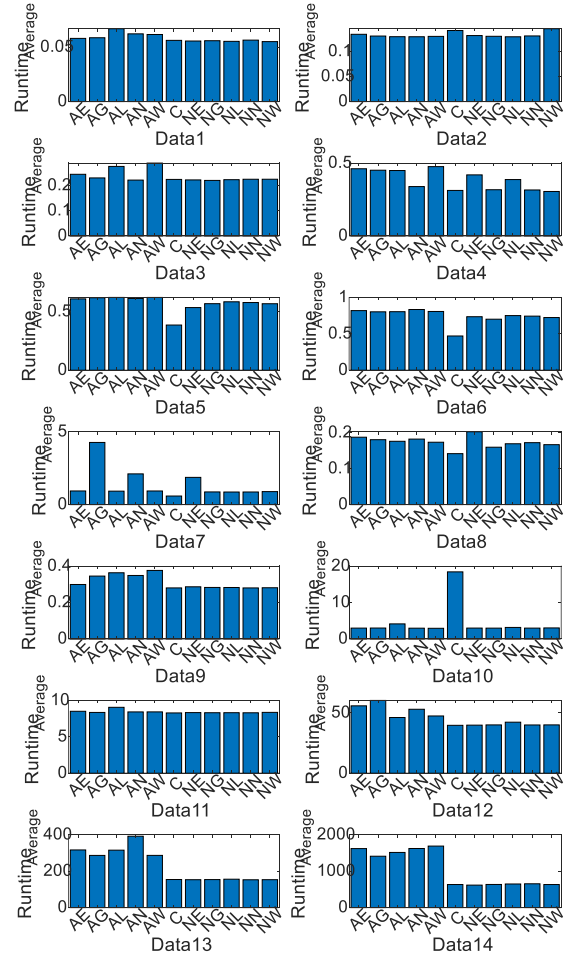 Average Runtime
0.05
0
AE AG AL AN AW C NE NG NL NN NW
Data1
Average Runtime
0.1
0.05
0
AE AG AL AN AW C NE NG NL NN NW
Data2
Average Runtime
0.2
0.1
0
AE AG AL AN AW C NE NG NL NN NW
Data3
Average Runtime
0.5
0
AE AG AL AN AW C NE NG NL NN NW
Data4
Average Runtime
0.5
0
AE AG AL AN AW C NE NG NL NN NW
Data5
Average Runtime
1
0.5
0
AE AG AL AN AW C NE NG NL NN NW
Data6
Average Runtime
5
0
AE AG AL AN AW C NE NG NL NN NW
Data7
Average Runtime
0.2
0.1
0
AE AG AL AN AW C NE NG NL NN NW
Data8
Average Runtime
0.4
0.2
0
AE AG AL AN AW C NE NG NL NN NW
Data9
Average Runtime
20
10
0
AE AG AL AN AW C NE NG NL NN NW
Data10
Average Runtime
10
5
0
AE AG AL AN AW C NE NG NL NN NW
Data11
Average Runtime
50
0
AE AG AL AN AW C NE NG NL NN NW
Data12
Average Runtime
400
200
0
AE AG AL AN AW C NE NG NL NN NW
Data13
Average Runtime
2000
1000
0
AE AG AL AN AW C NE NG NL NN NW
Data14